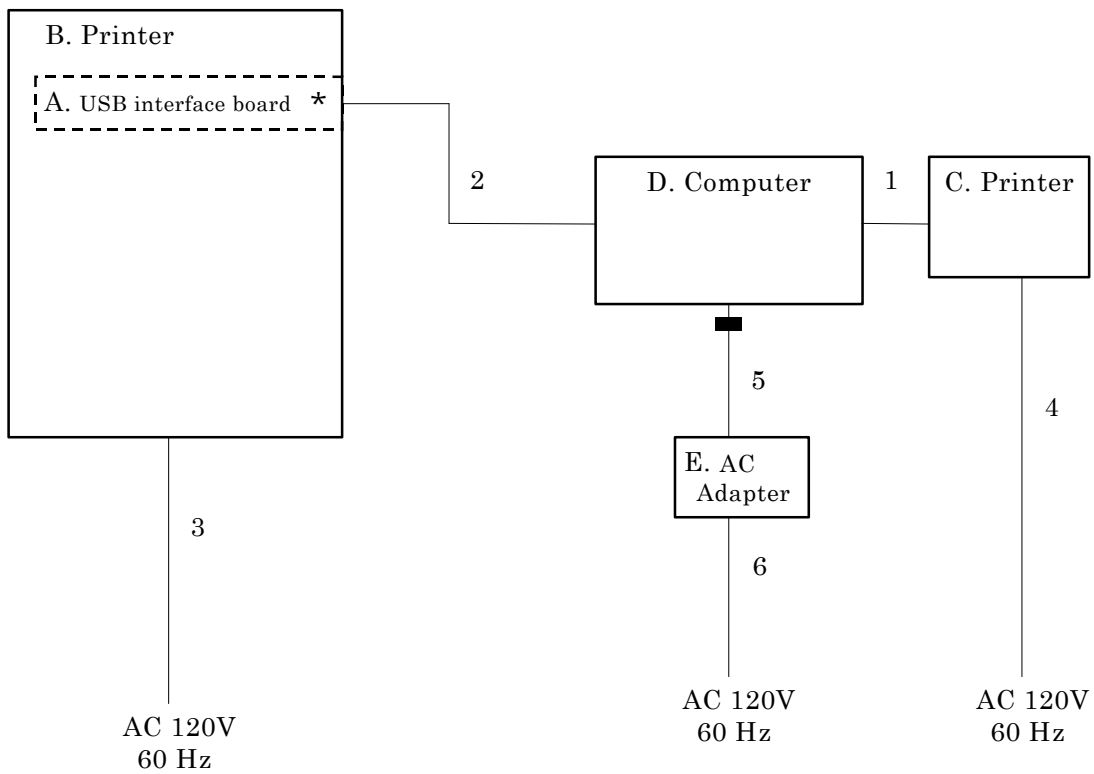 B. Printer
A. USB interface board *
2
D. Computer
1
C. Printer
5
4
E. AC
Adapter
3
6
AC 120V
60 Hz
AC 120V
60 Hz
AC 120V
60 Hz